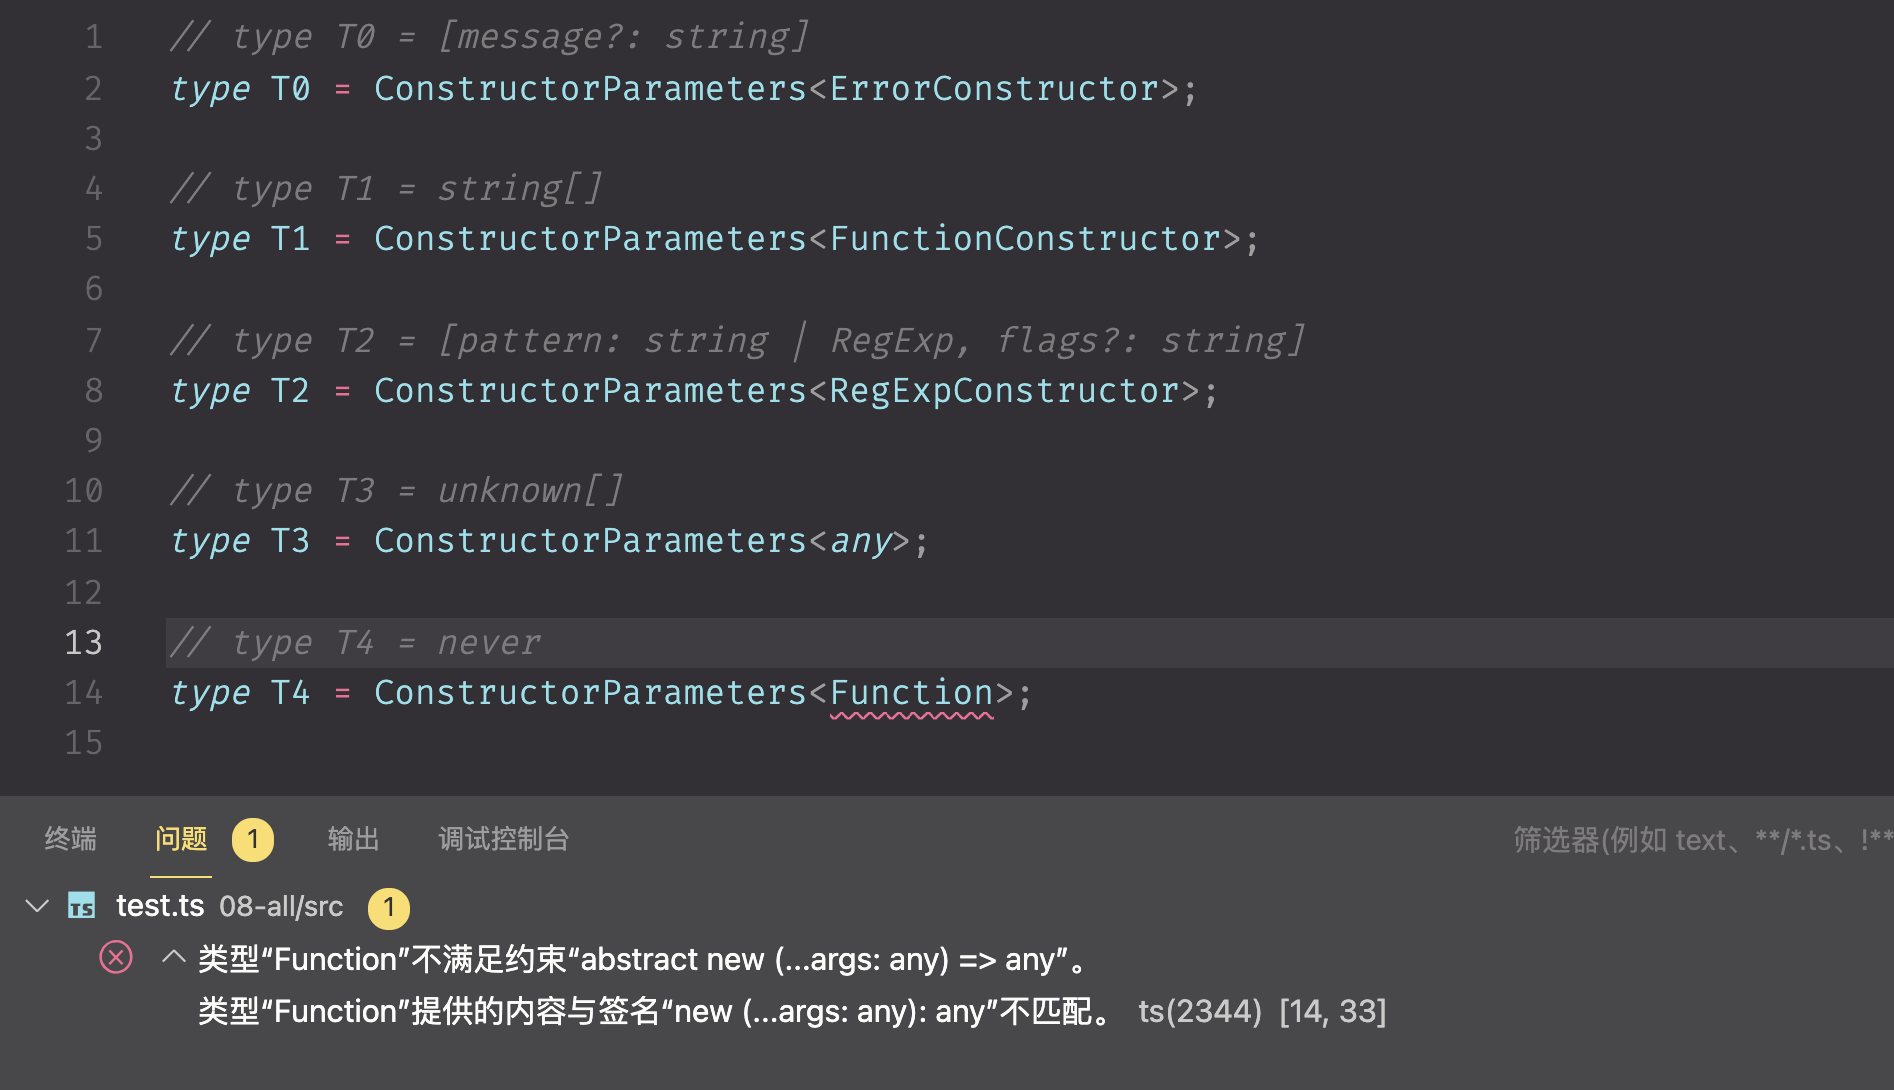 1 // type T0 = [message?: string]
2 type T0 = ConstructorParameters<ErrorConstructor>;
3
4 // type T1 = string[]
5 type T1 = ConstructorParameters<FunctionConstructor>;
6
7 // type T2 = [pattern: string | RegExp, flags?: string]
8 type T2 = ConstructorParameters<RegExpConstructor>;
9
10 // type T3 = unknown[]
11 type T3 = ConstructorParameters<any>;
12
13 // type T4 = never
14 type T4 = ConstructorParameters<Function>;
15
终端 问题 1 输出 调试控制台 筛选器(例如 text、**/*.ts、!**
TS test.ts 08-all/src 1
类型“Function”不满足约束“abstract new (...args: any) => any”。
类型“Function”提供的内容与签名“new (...args: any): any”不匹配。 ts(2344) [14, 33]